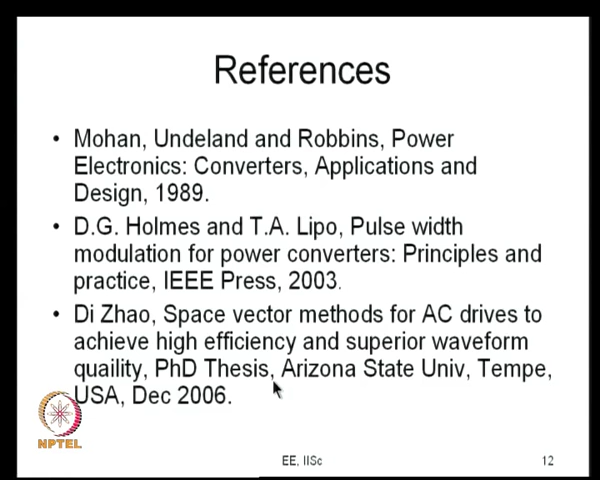 References
• Mohan, Undeland and Robbins, Power
Electronics: Converters, Applications and
Design, 1989.
• D.G. Holmes and T.A. Lipo, Pulse width
modulation for power converters: Principles and
practice, IEEE Press, 2003.
• Di Zhao, Space vector methods for AC drives to
achieve high efficiency and superior waveform
quaility, PhD Thesis, Arizona State Univ, Tempe,
USA, Dec 2006.
NPTEL
EE, IISc
12